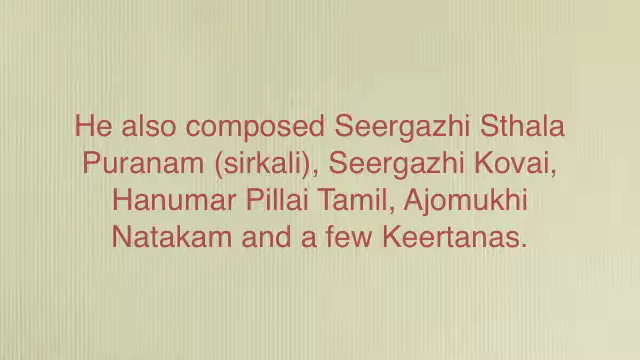 He also composed Seergazhi Sthala
Puranam (sirkali), Seergazhi Kovai,
Hanumar Pillai Tamil, Ajomukhi
Natakam and a few Keertanas.